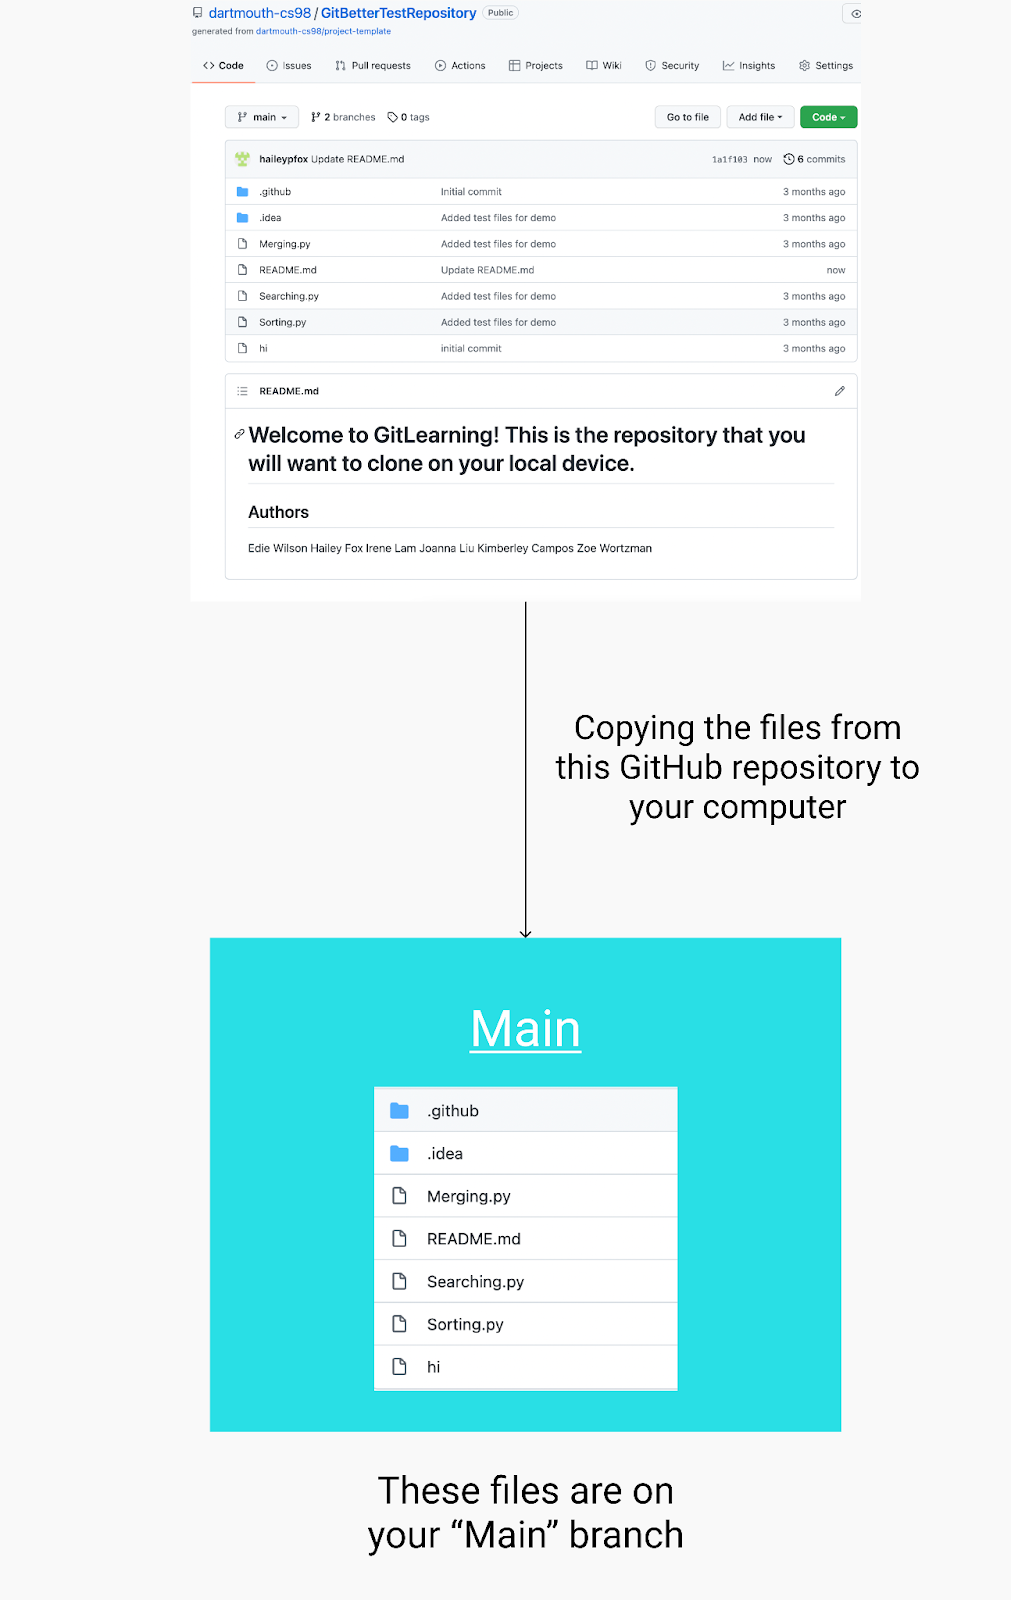 dartmouth-cs98 / GitBetterTestRepository Public
generated from dartmouth-cs98/project-template
<> Code Issues Pull requests Actions Projects Wiki Security Insights Settings
main 2 branches 0 tags Go to file Add file Code
haileypfox Update README.md 1a1f103 now 6 commits
.github Initial commit 3 months ago
.idea Added test files for demo 3 months ago
Merging.py Added test files for demo 3 months ago
README.md Update README.md now
Searching.py Added test files for demo 3 months ago
Sorting.py Added test files for demo 3 months ago
hi initial commit 3 months ago
README.md
Welcome to GitLearning! This is the repository that you
will want to clone on your local device.
Authors
Edie Wilson Hailey Fox Irene Lam Joanna Liu Kimberley Campos Zoe Wortzman
Copying the files from
this GitHub repository to
your computer
Main
.github
.idea
Merging.py
README.md
Searching.py
Sorting.py
hi
These files are on
your “Main” branch